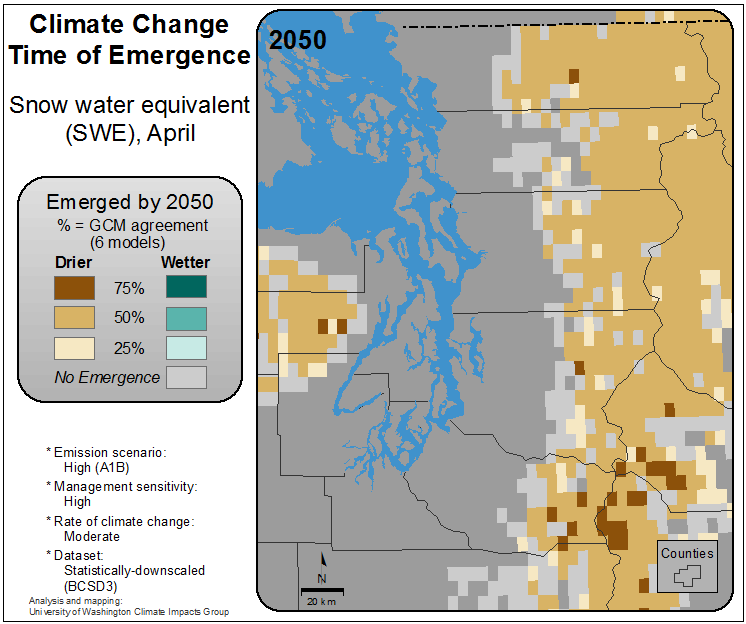 Climate Change
Time of Emergence
Snow water equivalent
(SWE), April
Emerged by 2050
% = GCM agreement
(6 models)
Drier Wetter
75%
50%
25%
No Emergence
* Emission scenario:
High (A1B)
* Management sensitivity:
High
* Rate of climate change:
Moderate
* Dataset:
Statistically-downscaled
(BCSD3)
Analysis and mapping:
University of Washington Climate Impacts Group
2050
N
20 km
Counties